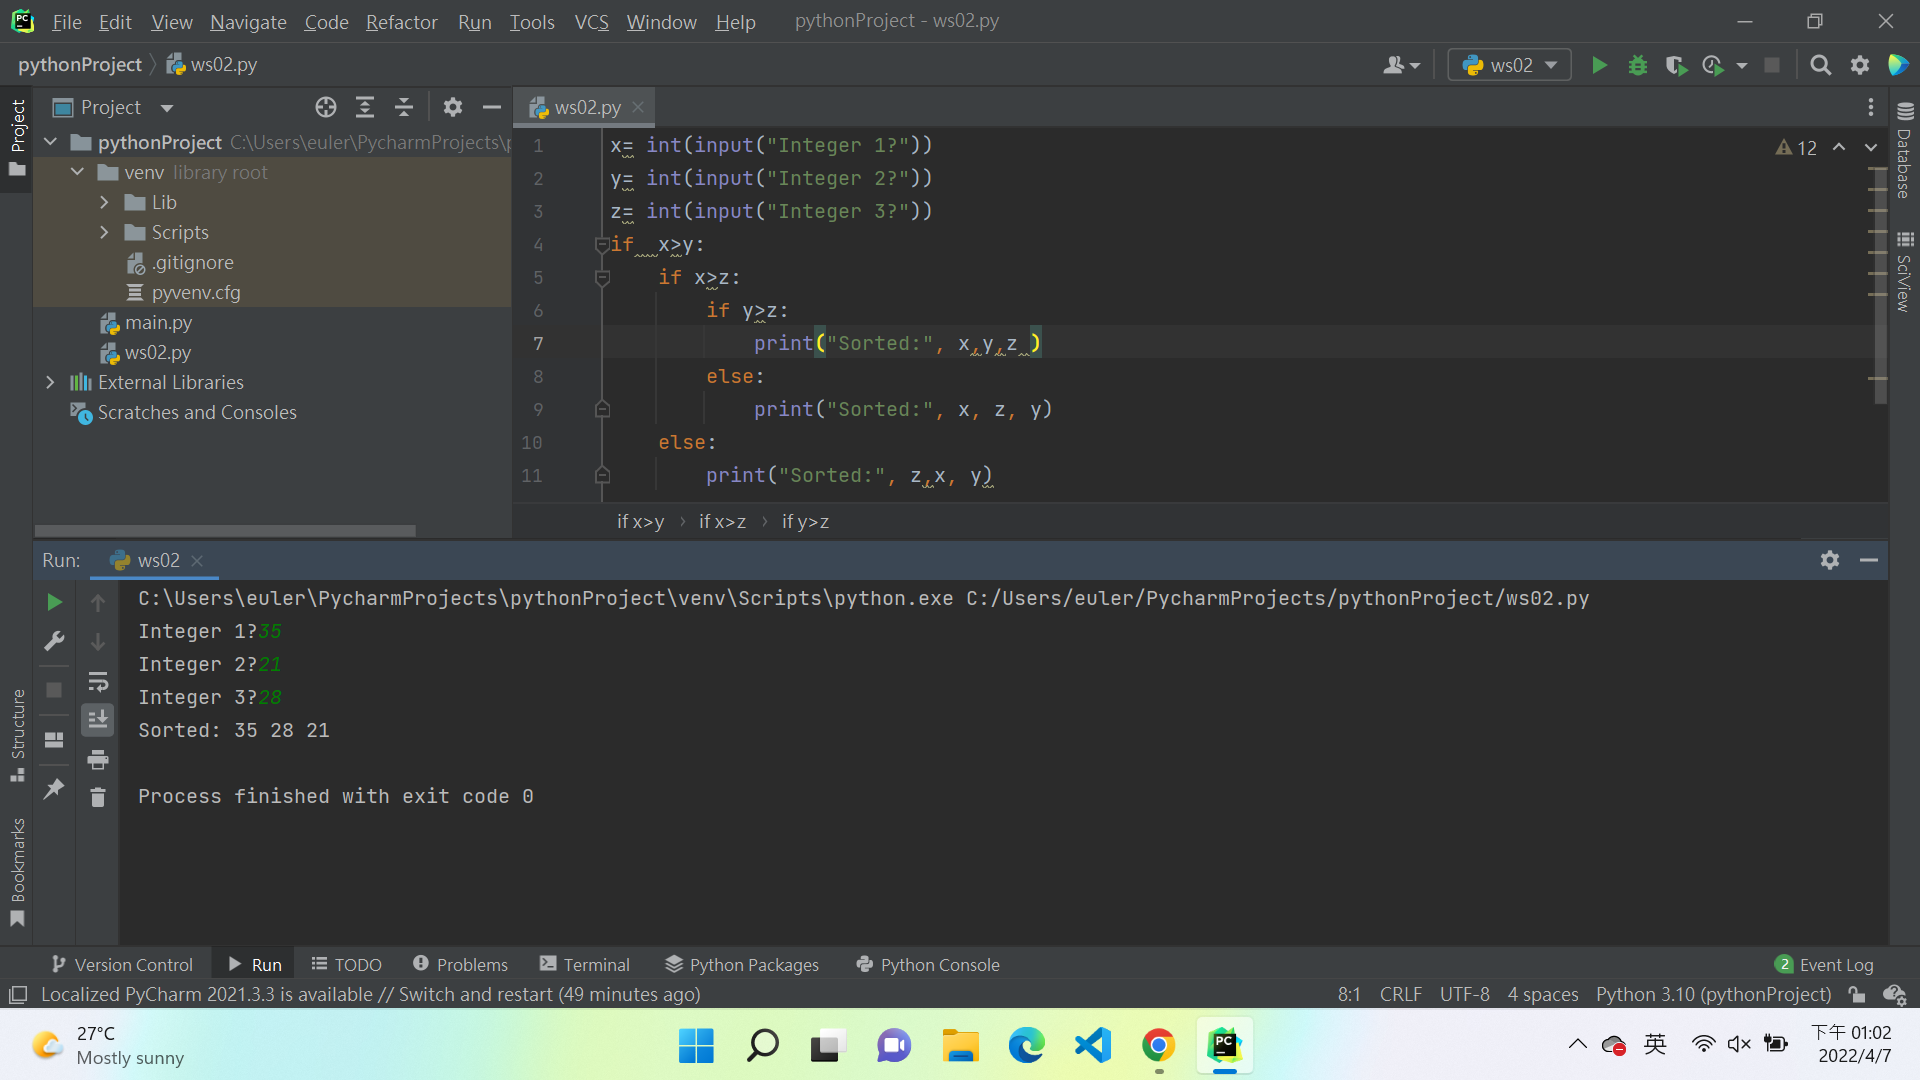 File Edit View Navigate Code Refactor Run Tools VCS Window Help pythonProject - ws02.py
pythonProject ws02.py ws02
Project
Project
pythonProject C:\Users\euler\PycharmProjects\p
venv library root
Lib
Scripts
.gitignore
pyvenv.cfg
main.py
ws02.py
External Libraries
Scratches and Consoles
ws02.py
12
1 x= int(input("Integer 1?"))
2 y= int(input("Integer 2?"))
3 z= int(input("Integer 3?"))
4 if  x>y:
5 if x>z:
6 if y>z:
7 print("Sorted:", x,y,z )
8 else:
9 print("Sorted:", x, z, y)
10 else:
11 print("Sorted:", z,x, y)
if x>y if x>z if y>z
Database
SciView
Run: ws02
C:\Users\euler\PycharmProjects\pythonProject\venv\Scripts\python.exe C:/Users/euler/PycharmProjects/pythonProject/ws02.py
Integer 1?35
Integer 2?21
Integer 3?28
Sorted: 35 28 21
Process finished with exit code 0
Structure
Bookmarks
Version Control Run TODO Problems Terminal Python Packages Python Console 2 Event Log
Localized PyCharm 2021.3.3 is available // Switch and restart (49 minutes ago) 8:1 CRLF UTF-8 4 spaces Python 3.10 (pythonProject)
27°C
Mostly sunny
PC
英
下午 01:02
2022/4/7